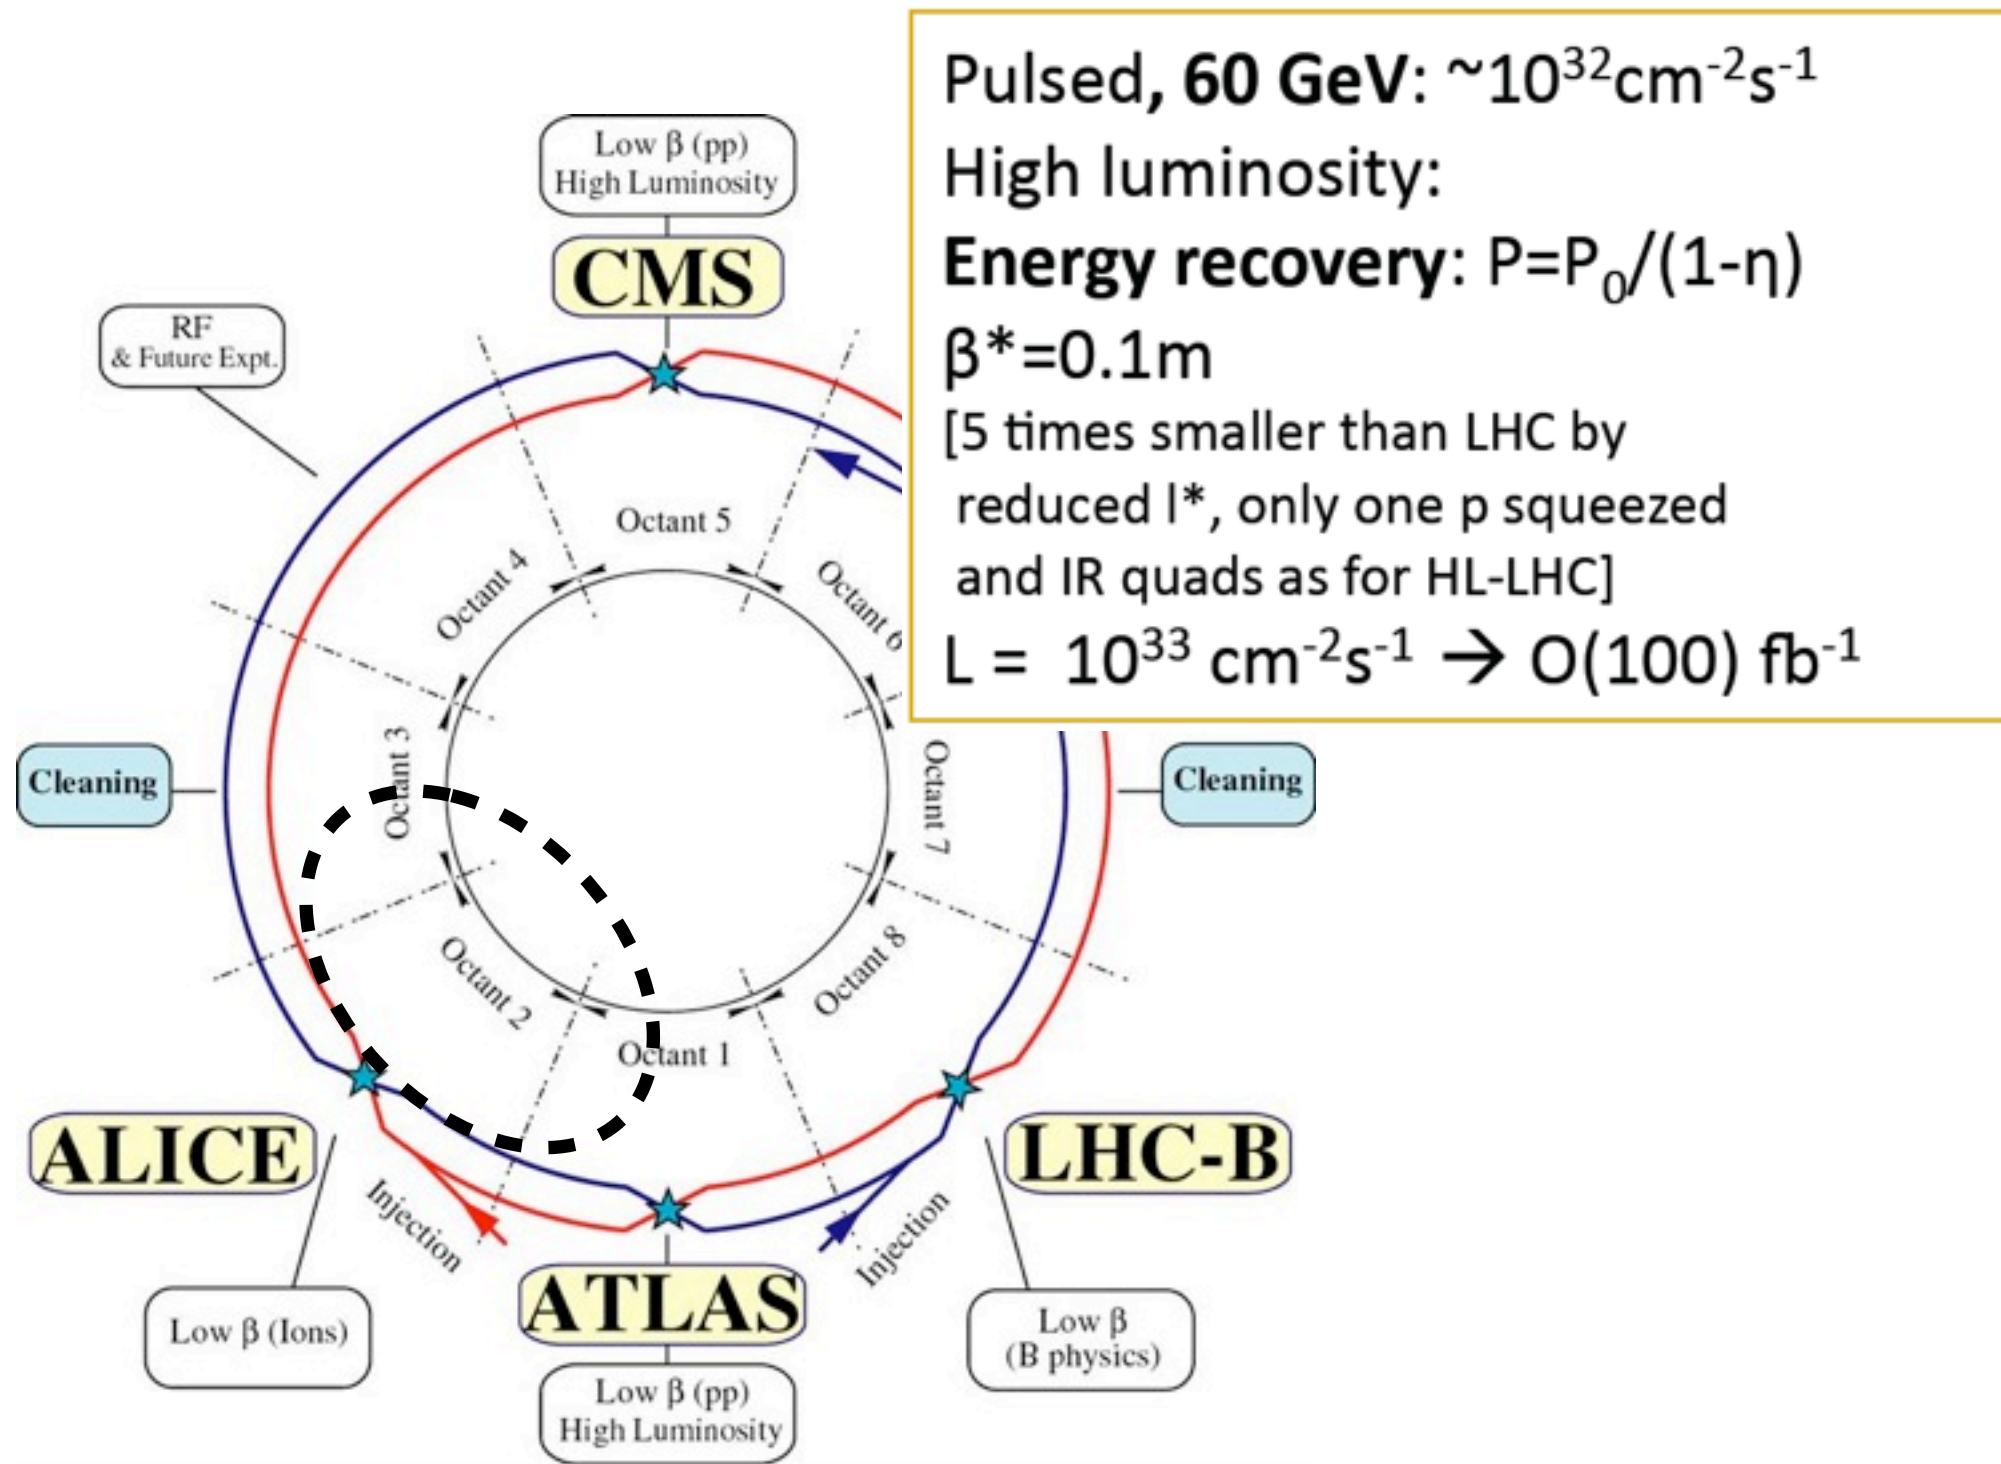 Pulsed, 60 GeV: ~10³²cm⁻²s⁻¹
High luminosity:
Energy recovery: P=P₀/(1-η)
β*=0.1m
[5 times smaller than LHC by
reduced l*, only one p squeezed
and IR quads as for HL-LHC]
L = 10³³ cm⁻²s⁻¹ → O(100) fb⁻¹
Low β (pp)
High Luminosity
CMS
RF
& Future Expt.
Octant 5
Octant 4
Octant 6
Cleaning
Octant 3
Octant 7
Cleaning
Octant 2
Octant 8
Octant 1
ALICE
LHC-B
Injection
Injection
ATLAS
Low β (Ions)
Low β
(B physics)
Low β (pp)
High Luminosity